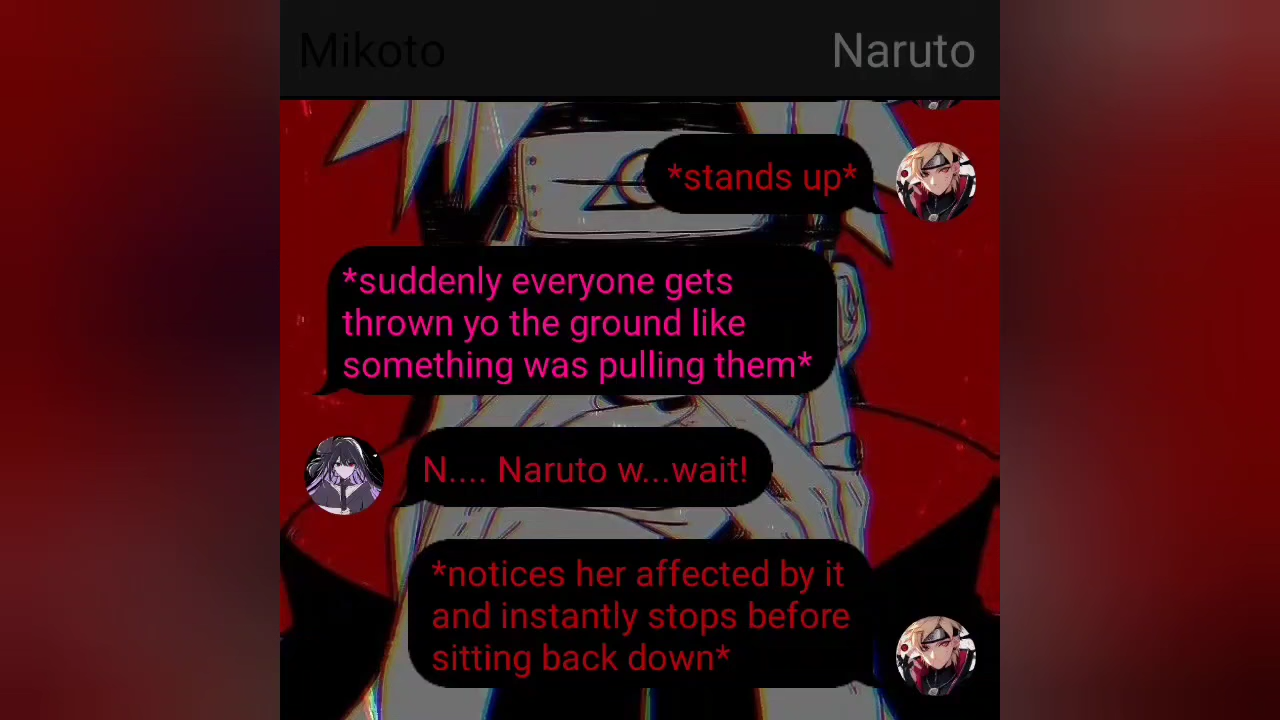 Mikoto
Naruto
*stands up*
*suddenly everyone gets
thrown yo the ground like
something was pulling them*
N.... Naruto w...wait!
*notices her affected by it
and instantly stops before
sitting back down*